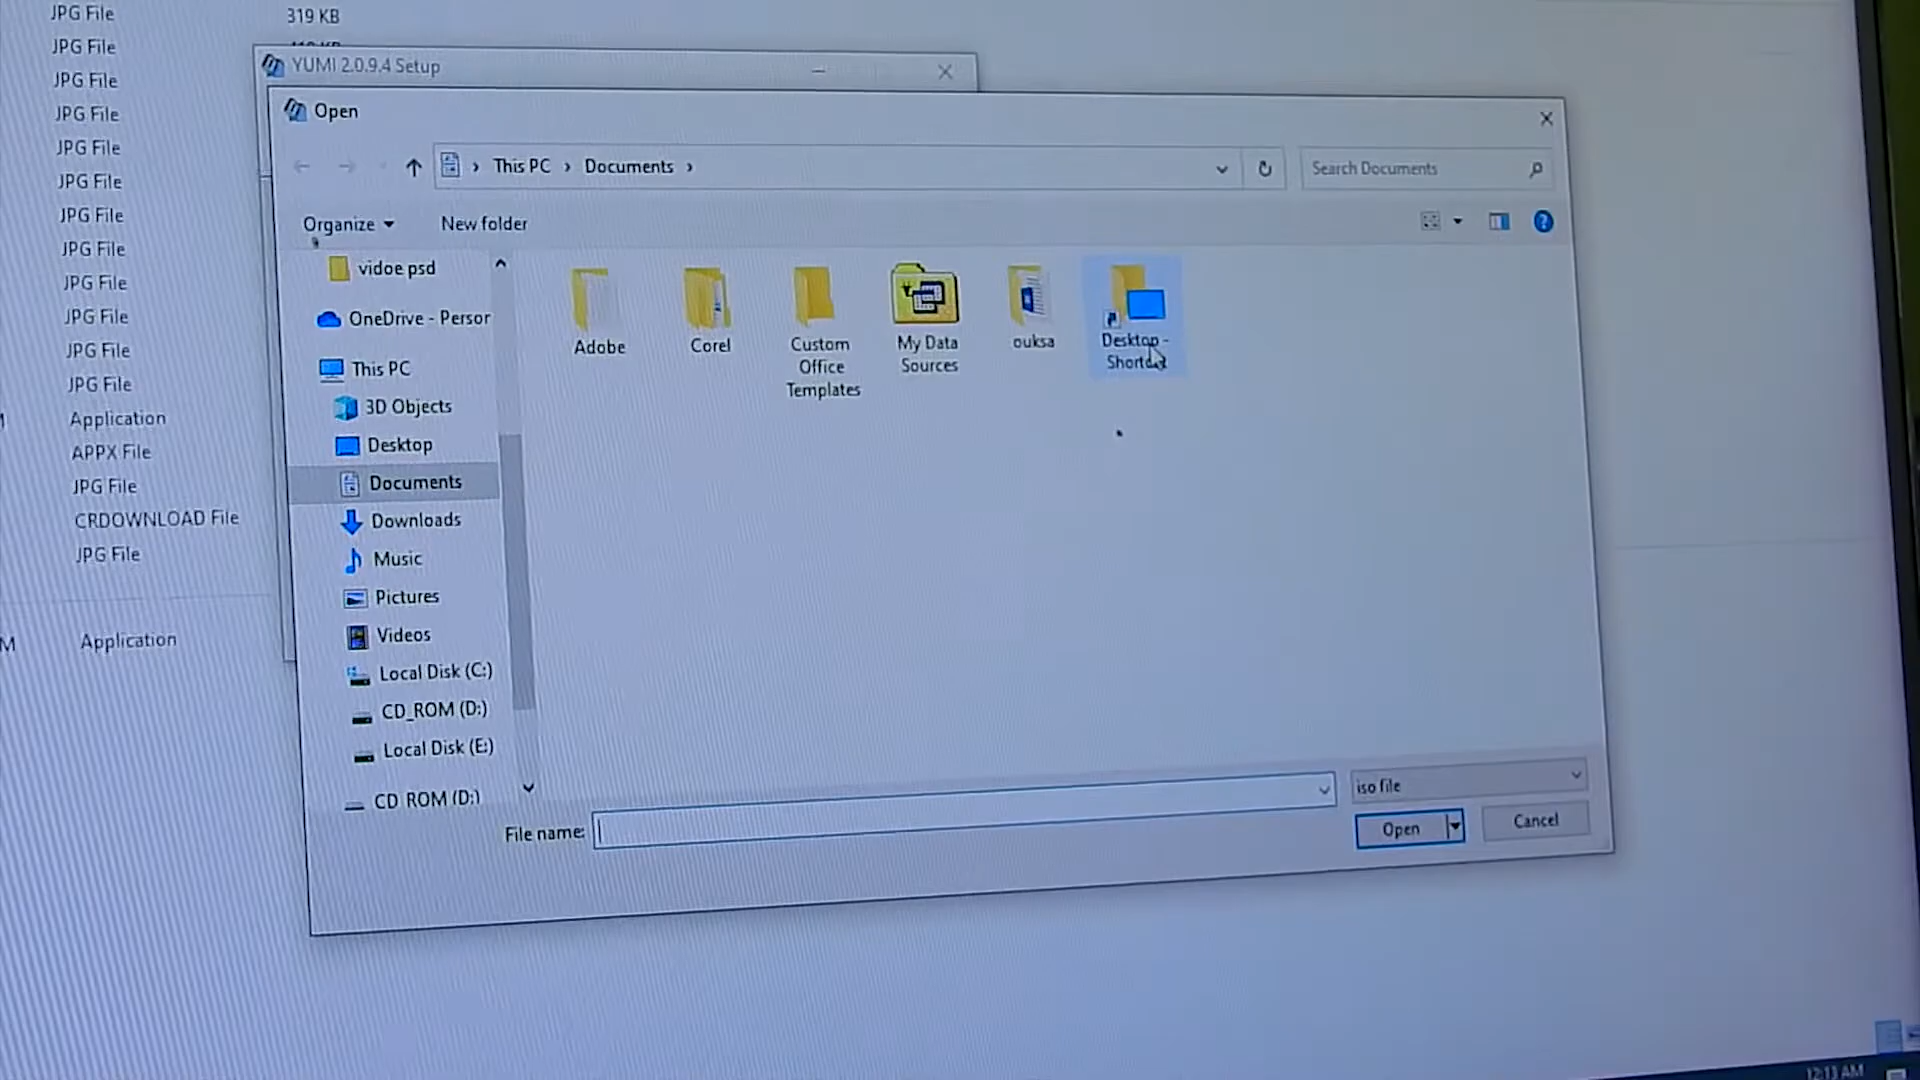 JPG File
319 KB
JPG File
JPG File
JPG File
JPG File
JPG File
JPG File
JPG File
JPG File
JPG File
JPG File
JPG File
Application
APPX File
JPG File
CRDOWNLOAD File
JPG File
M
Application
YUMI 2.0.9.4 Setup
Open
This PC
Documents
Search Documents
Organize
New folder
vidoe psd
OneDrive - Person
This PC
3D Objects
Desktop
Documents
Downloads
Music
Pictures
Videos
Local Disk (C:)
CD_ROM (D:)
Local Disk (E:)
CD_ROM (D:)
Adobe
Corel
Custom
Office
Templates
My Data
Sources
ouksa
Desktop -
Shortcut
File name:
iso file
Open
Cancel
12:13 AM